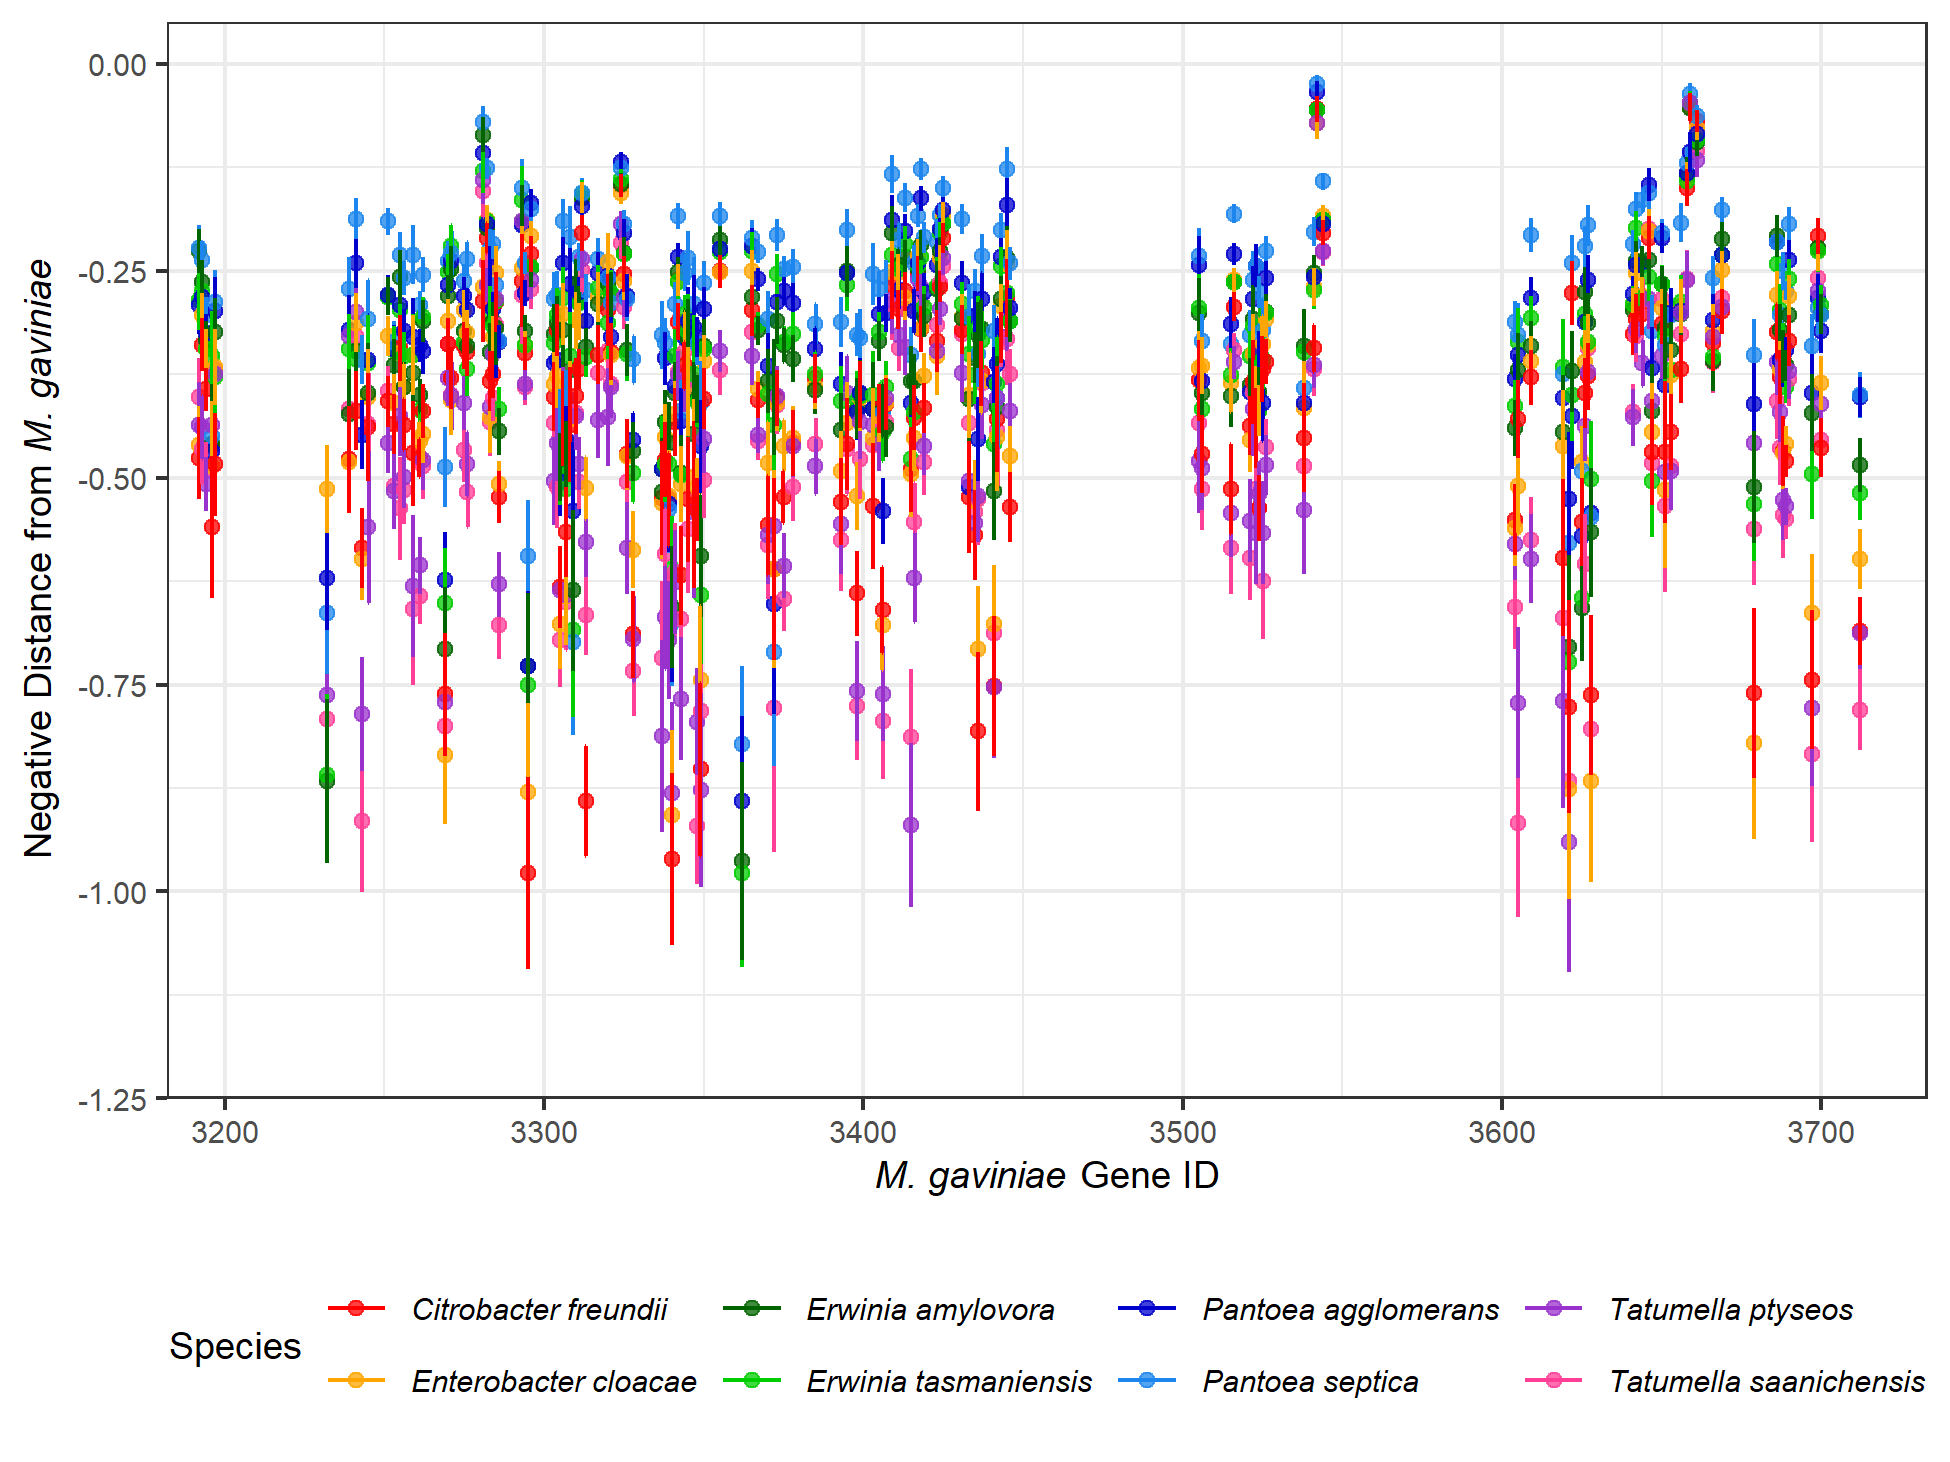 0.00
-0.25
-0.50
-0.75
-1.00
-1.25
Negative Distance from M. gaviniae
3200 3300 3400 3500 3600 3700
M. gaviniae Gene ID
Species
Citrobacter freundii Erwinia amylovora Pantoea agglomerans Tatumella ptyseos
Enterobacter cloacae Erwinia tasmaniensis Pantoea septica Tatumella saanichensis